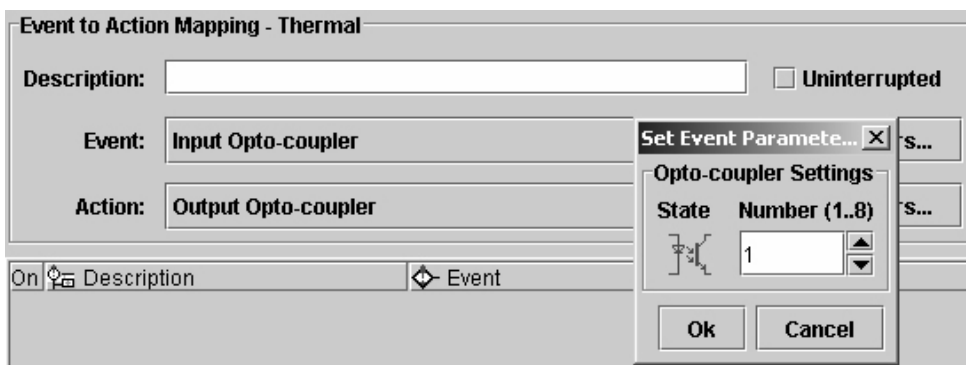 Event to Action Mapping - Thermal
Description:
Uninterrupted
Event:
Input Opto-coupler
s...
Action:
Output Opto-coupler
s...
Set Event Paramete...
Opto-coupler Settings
State Number (1..8)
1
Ok Cancel
On Description Event